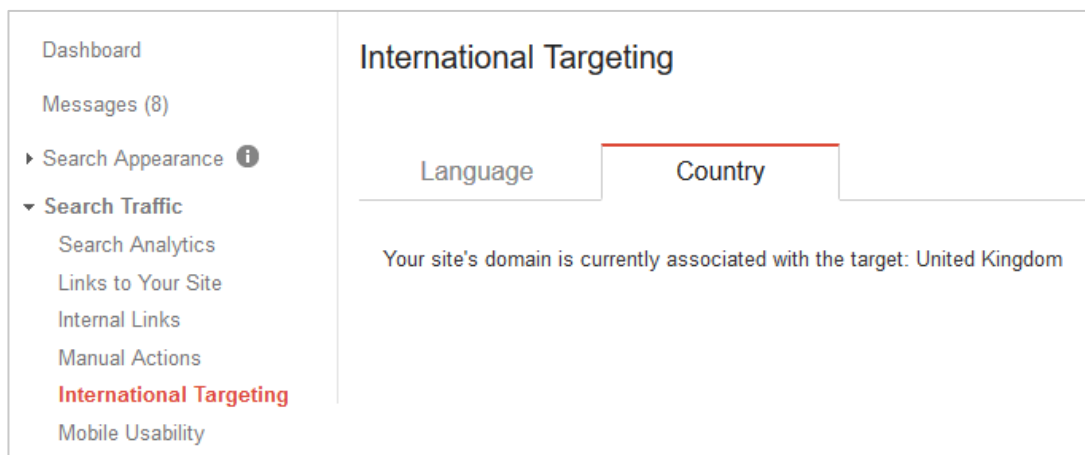 Dashboard
Messages (8)
Search Appearance
Search Traffic
Search Analytics
Links to Your Site
Internal Links
Manual Actions
International Targeting
Mobile Usability
International Targeting
Language
Country
Your site's domain is currently associated with the target: United Kingdom